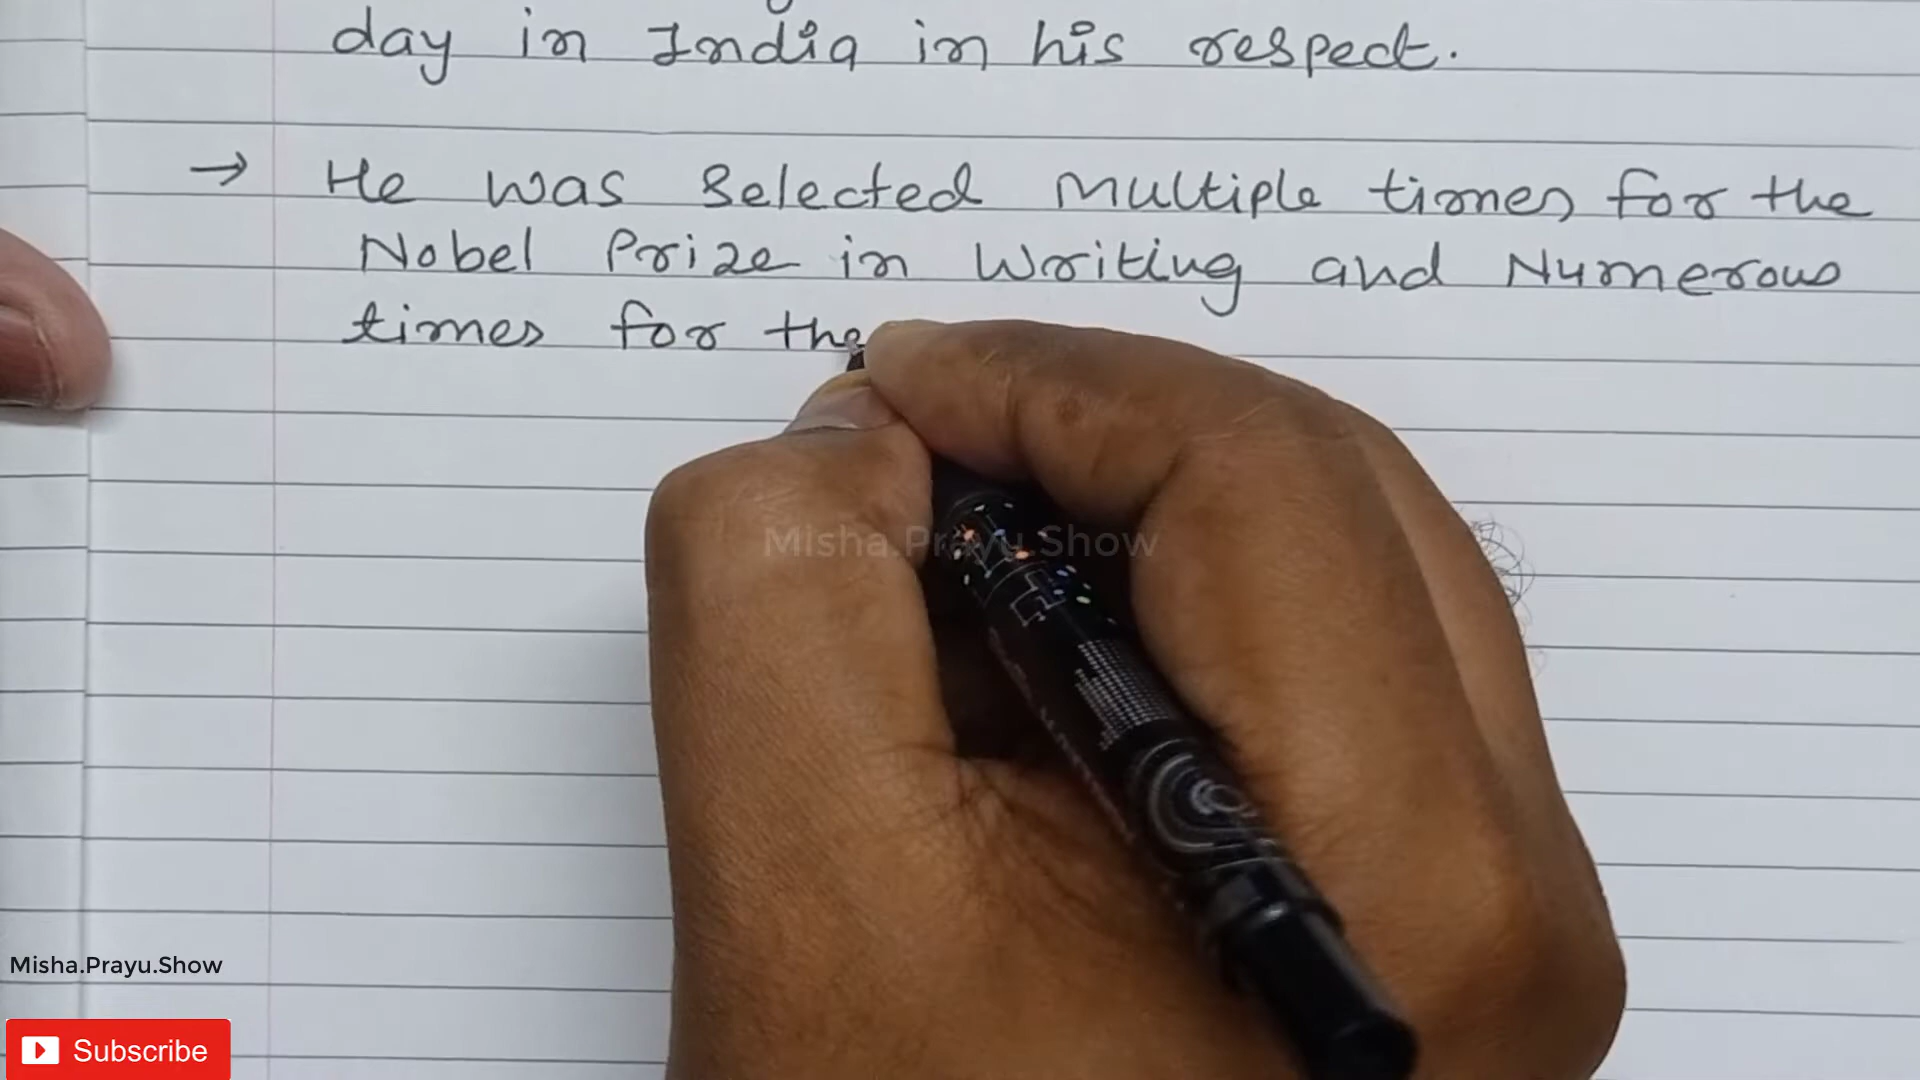 day in India in his respect.
→ He was Selected Multiple times for the
Nobel Prize in Writing and Numerous
times for the
Misha.Prayu.Show
Misha.Prayu.Show
Subscribe